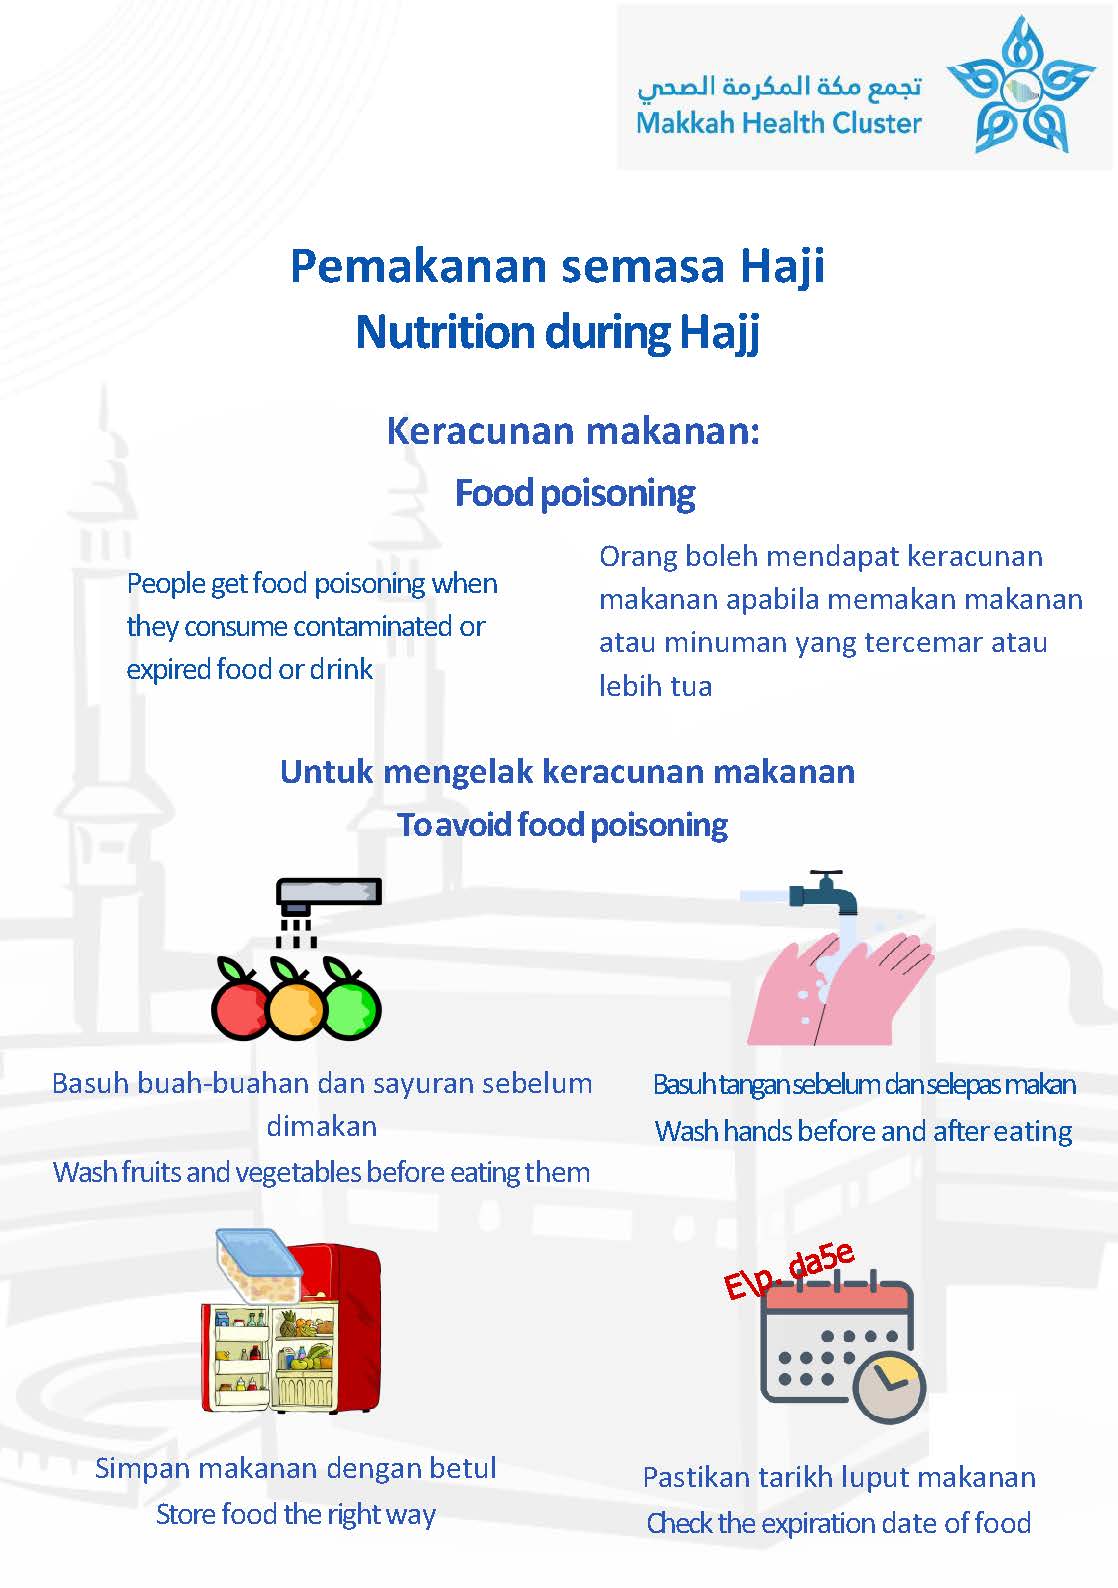 تجمع مكة المكرمة الصحي
Makkah Health Cluster
Pemakanan semasa Haji
Nutrition during Hajj
Keracunan makanan:
Food poisoning
People get food poisoning when
they consume contaminated or
expired food or drink
Orang boleh mendapat keracunan
makanan apabila memakan makanan
atau minuman yang tercemar atau
lebih tua
Untuk mengelak keracunan makanan
To avoid food poisoning
Basuh buah-buahan dan sayuran sebelum
dimakan
Wash fruits and vegetables before eating them
Basuh tangan sebelum dan selepas makan
Wash hands before and after eating
E\p. da5e
Simpan makanan dengan betul
Store food the right way
Pastikan tarikh luput makanan
Check the expiration date of food